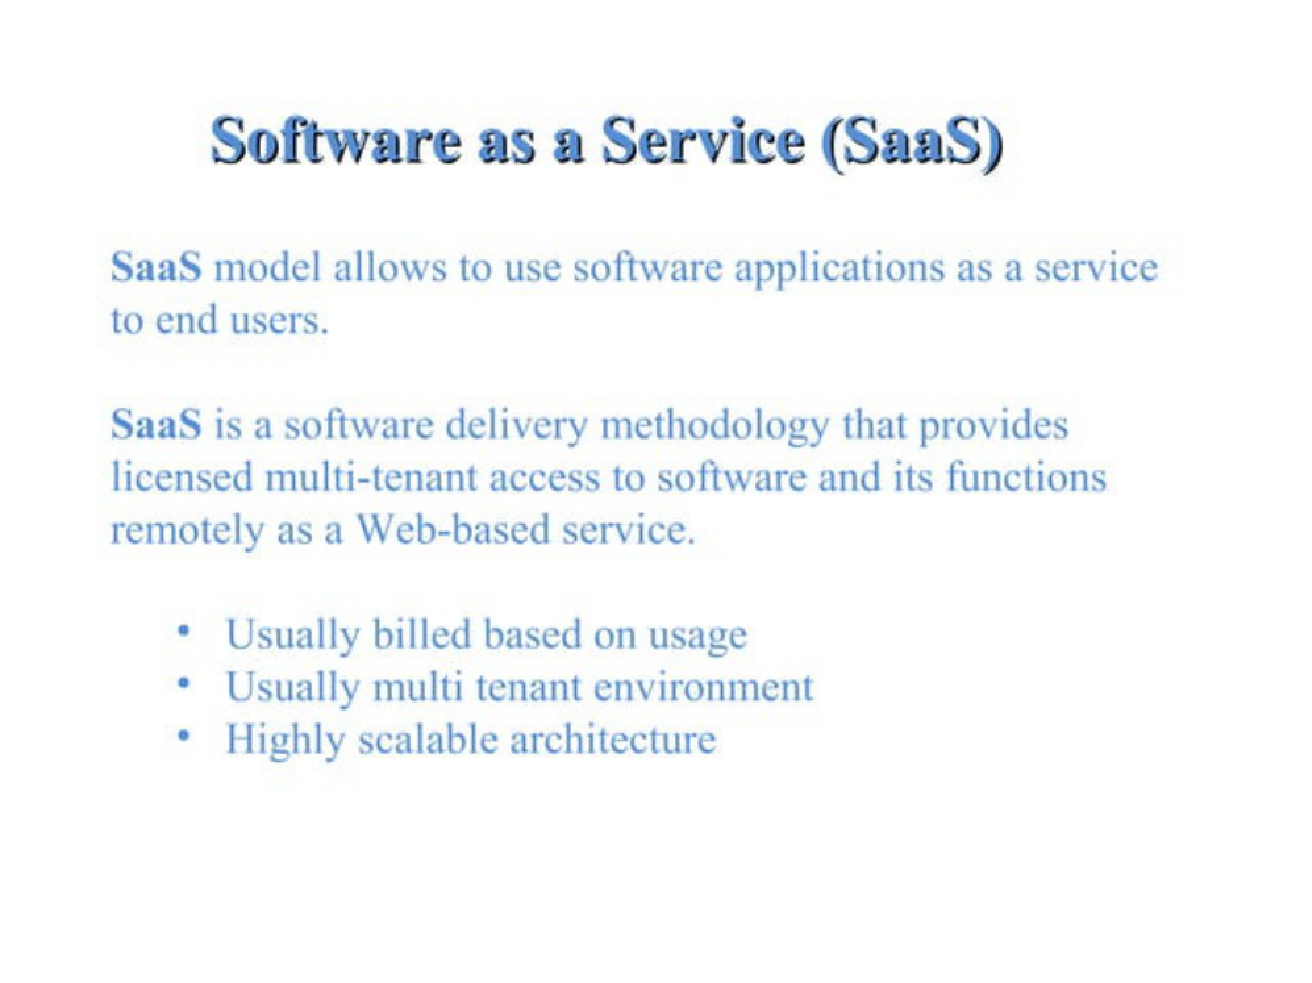 Software as a Service (SaaS)
SaaS model allows to use software applications as a service
to end users.
SaaS is a software delivery methodology that provides
licensed multi-tenant access to software and its functions
remotely as a Web-based service.
• Usually billed based on usage
• Usually multi tenant environment
• Highly scalable architecture